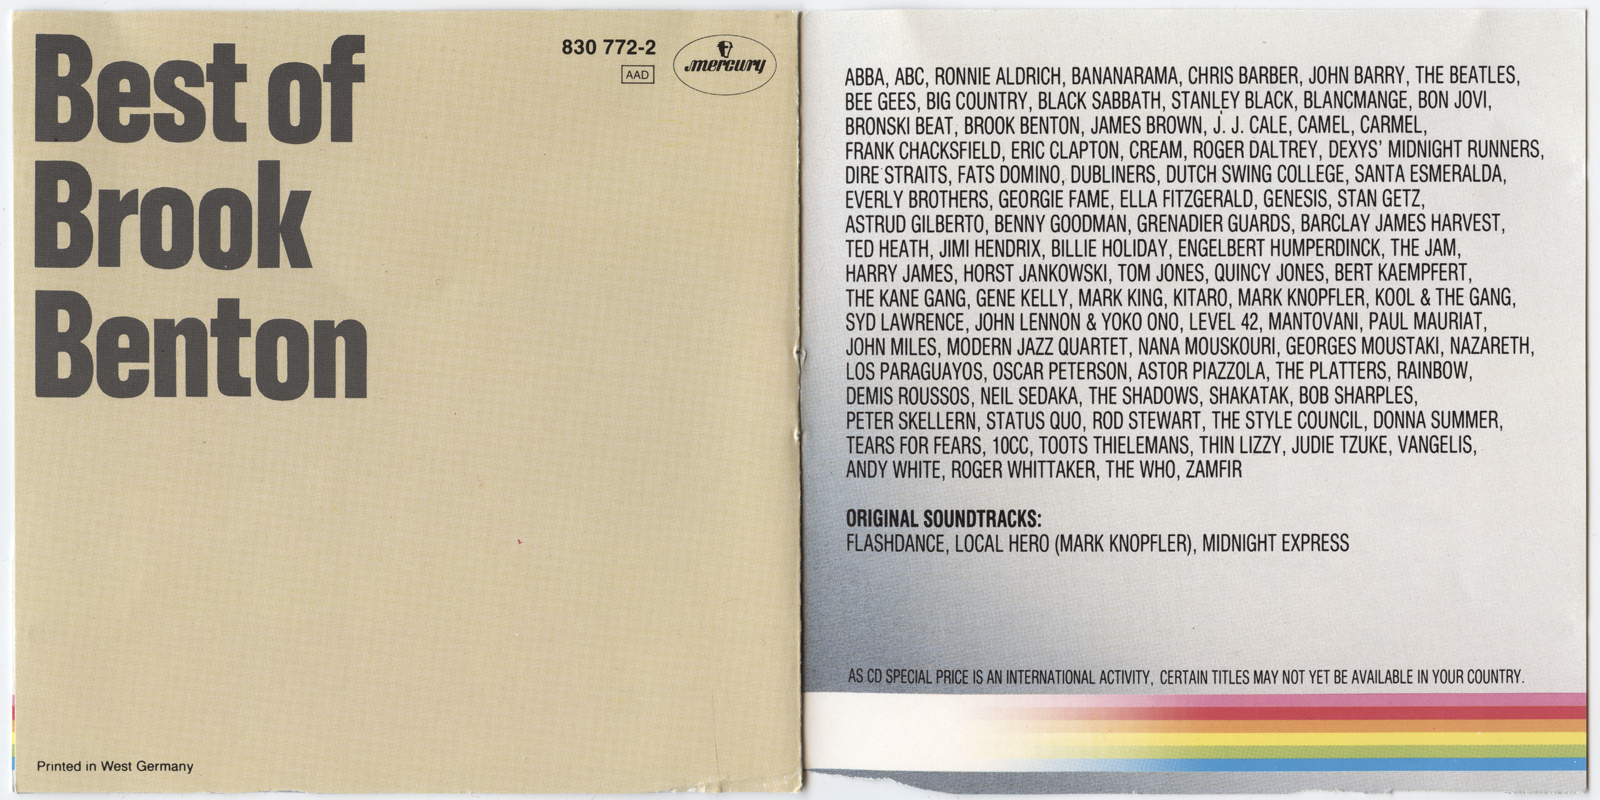 Best of
Brook
Benton
830 772-2
AAD
mercury
Printed in West Germany
ABBA, ABC, RONNIE ALDRICH, BANANARAMA, CHRIS BARBER, JOHN BARRY, THE BEATLES,
BEE GEES, BIG COUNTRY, BLACK SABBATH, STANLEY BLACK, BLANCMANGE, BON JOVI,
BRONSKI BEAT, BROOK BENTON, JAMES BROWN, J. J. CALE, CAMEL, CARMEL,
FRANK CHACKSFIELD, ERIC CLAPTON, CREAM, ROGER DALTREY, DEXYS' MIDNIGHT RUNNERS,
DIRE STRAITS, FATS DOMINO, DUBLINERS, DUTCH SWING COLLEGE, SANTA ESMERALDA,
EVERLY BROTHERS, GEORGIE FAME, ELLA FITZGERALD, GENESIS, STAN GETZ,
ASTRUD GILBERTO, BENNY GOODMAN, GRENADIER GUARDS, BARCLAY JAMES HARVEST,
TED HEATH, JIMI HENDRIX, BILLIE HOLIDAY, ENGELBERT HUMPERDINCK, THE JAM,
HARRY JAMES, HORST JANKOWSKI, TOM JONES, QUINCY JONES, BERT KAEMPFERT,
THE KANE GANG, GENE KELLY, MARK KING, KITARO, MARK KNOPFLER, KOOL & THE GANG,
SYD LAWRENCE, JOHN LENNON & YOKO ONO, LEVEL 42, MANTOVANI, PAUL MAURIAT,
JOHN MILES, MODERN JAZZ QUARTET, NANA MOUSKOURI, GEORGES MOUSTAKI, NAZARETH,
LOS PARAGUAYOS, OSCAR PETERSON, ASTOR PIAZZOLA, THE PLATTERS, RAINBOW,
DEMIS ROUSSOS, NEIL SEDAKA, THE SHADOWS, SHAKATAK, BOB SHARPLES,
PETER SKELLERN, STATUS QUO, ROD STEWART, THE STYLE COUNCIL, DONNA SUMMER,
TEARS FOR FEARS, 10CC, TOOTS THIELEMANS, THIN LIZZY, JUDIE TZUKE, VANGELIS,
ANDY WHITE, ROGER WHITTAKER, THE WHO, ZAMFIR
ORIGINAL SOUNDTRACKS:
FLASHDANCE, LOCAL HERO (MARK KNOPFLER), MIDNIGHT EXPRESS
AS CD SPECIAL PRICE IS AN INTERNATIONAL ACTIVITY, CERTAIN TITLES MAY NOT YET BE AVAILABLE IN YOUR COUNTRY.